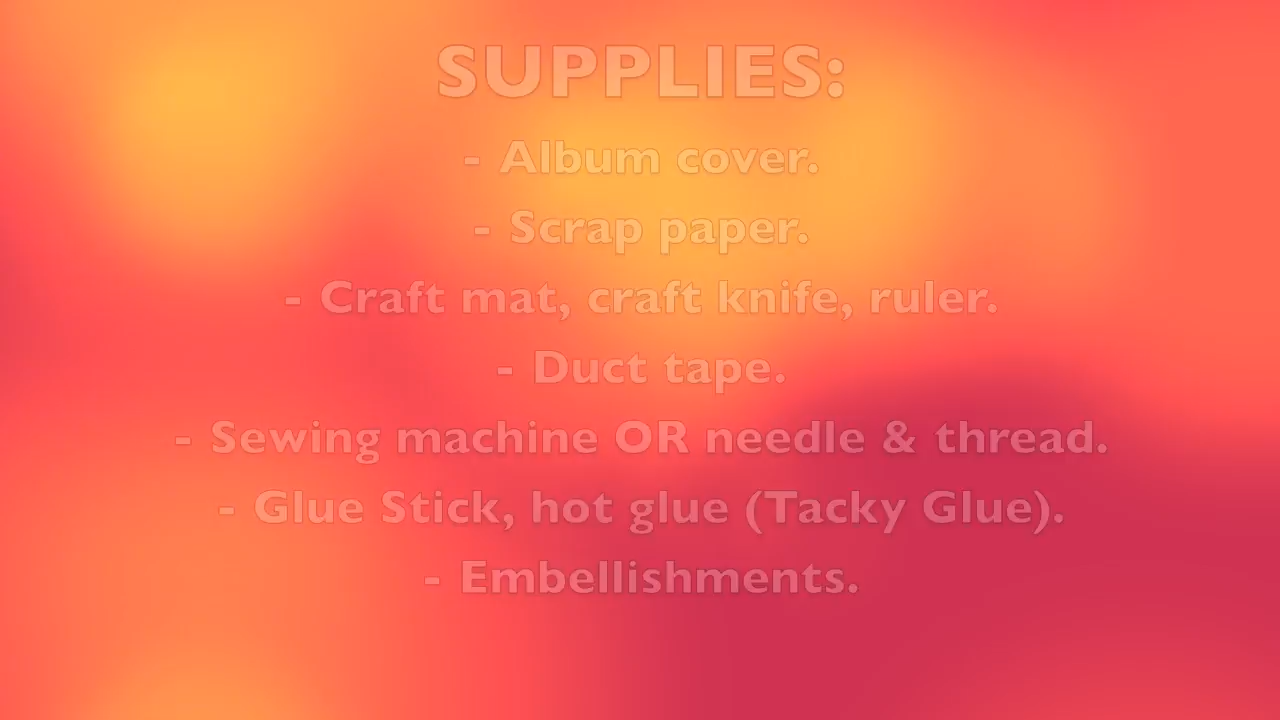 SUPPLIES:
- Album cover.
- Scrap paper.
- Craft mat, craft knife, ruler.
- Duct tape.
- Sewing machine OR needle & thread.
- Glue Stick, hot glue (Tacky Glue).
- Embellishments.